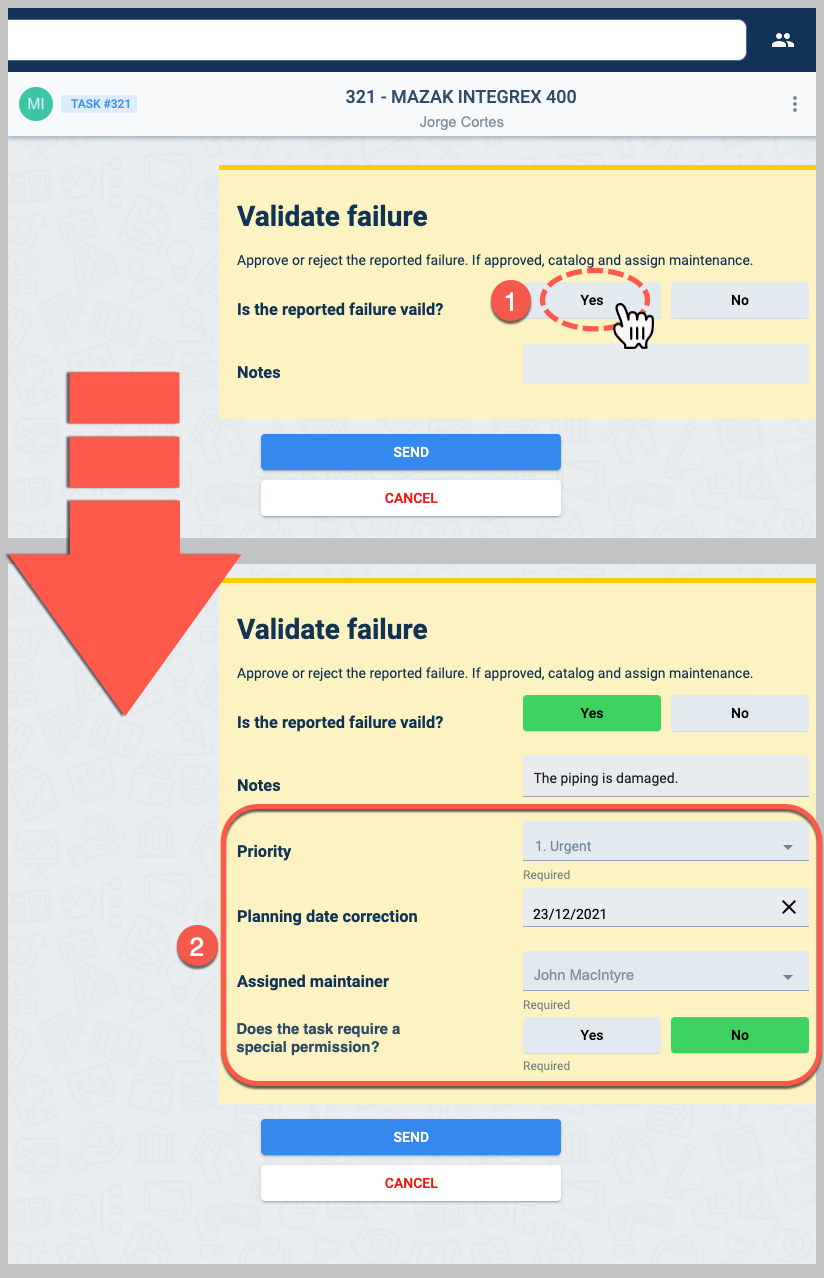 MI
TASK #321
321 - MAZAK INTEGREX 400
Jorge Cortes
Validate failure
Approve or reject the reported failure. If approved, catalog and assign maintenance.
Is the reported failure vaild?
1
Yes
No
Notes
SEND
CANCEL
Validate failure
Approve or reject the reported failure. If approved, catalog and assign maintenance.
Is the reported failure vaild?
Yes
No
Notes
The piping is damaged.
Priority
1. Urgent
Required
Planning date correction
23/12/2021
2
Assigned maintainer
John MacIntyre
Required
Does the task require a
special permission?
Yes
No
Required
SEND
CANCEL